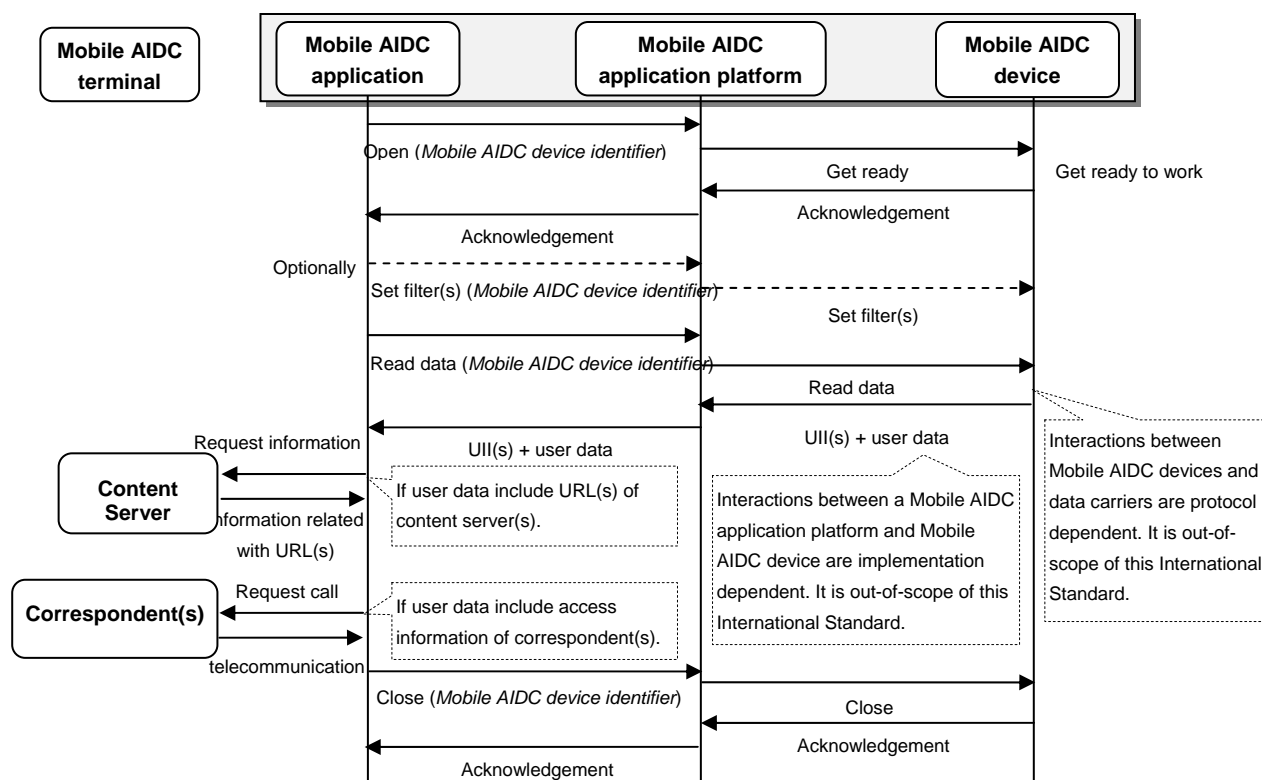 Mobile AIDC
terminal
Mobile AIDC
application
Mobile AIDC
application platform
Mobile AIDC
device
Open (Mobile AIDC device identifier)
Get ready
Get ready to work
Acknowledgement
Acknowledgement
Optionally
Set filter(s) (Mobile AIDC device identifier)
Set filter(s)
Read data (Mobile AIDC device identifier)
Read data
UII(s) + user data
UII(s) + user data
Interactions between
Mobile AIDC devices and
data carriers are protocol
dependent. It is out-of-
scope of this International
Standard.
Interactions between a Mobile AIDC
application platform and Mobile
AIDC device are implementation
dependent. It is out-of-scope of this
International Standard.
Request information
Content
Server
If user data include URL(s) of
content server(s).
Information related
with URL(s)
Request call
Correspondent(s)
If user data include access
information of correspondent(s).
telecommunication
Close (Mobile AIDC device identifier)
Close
Acknowledgement
Acknowledgement